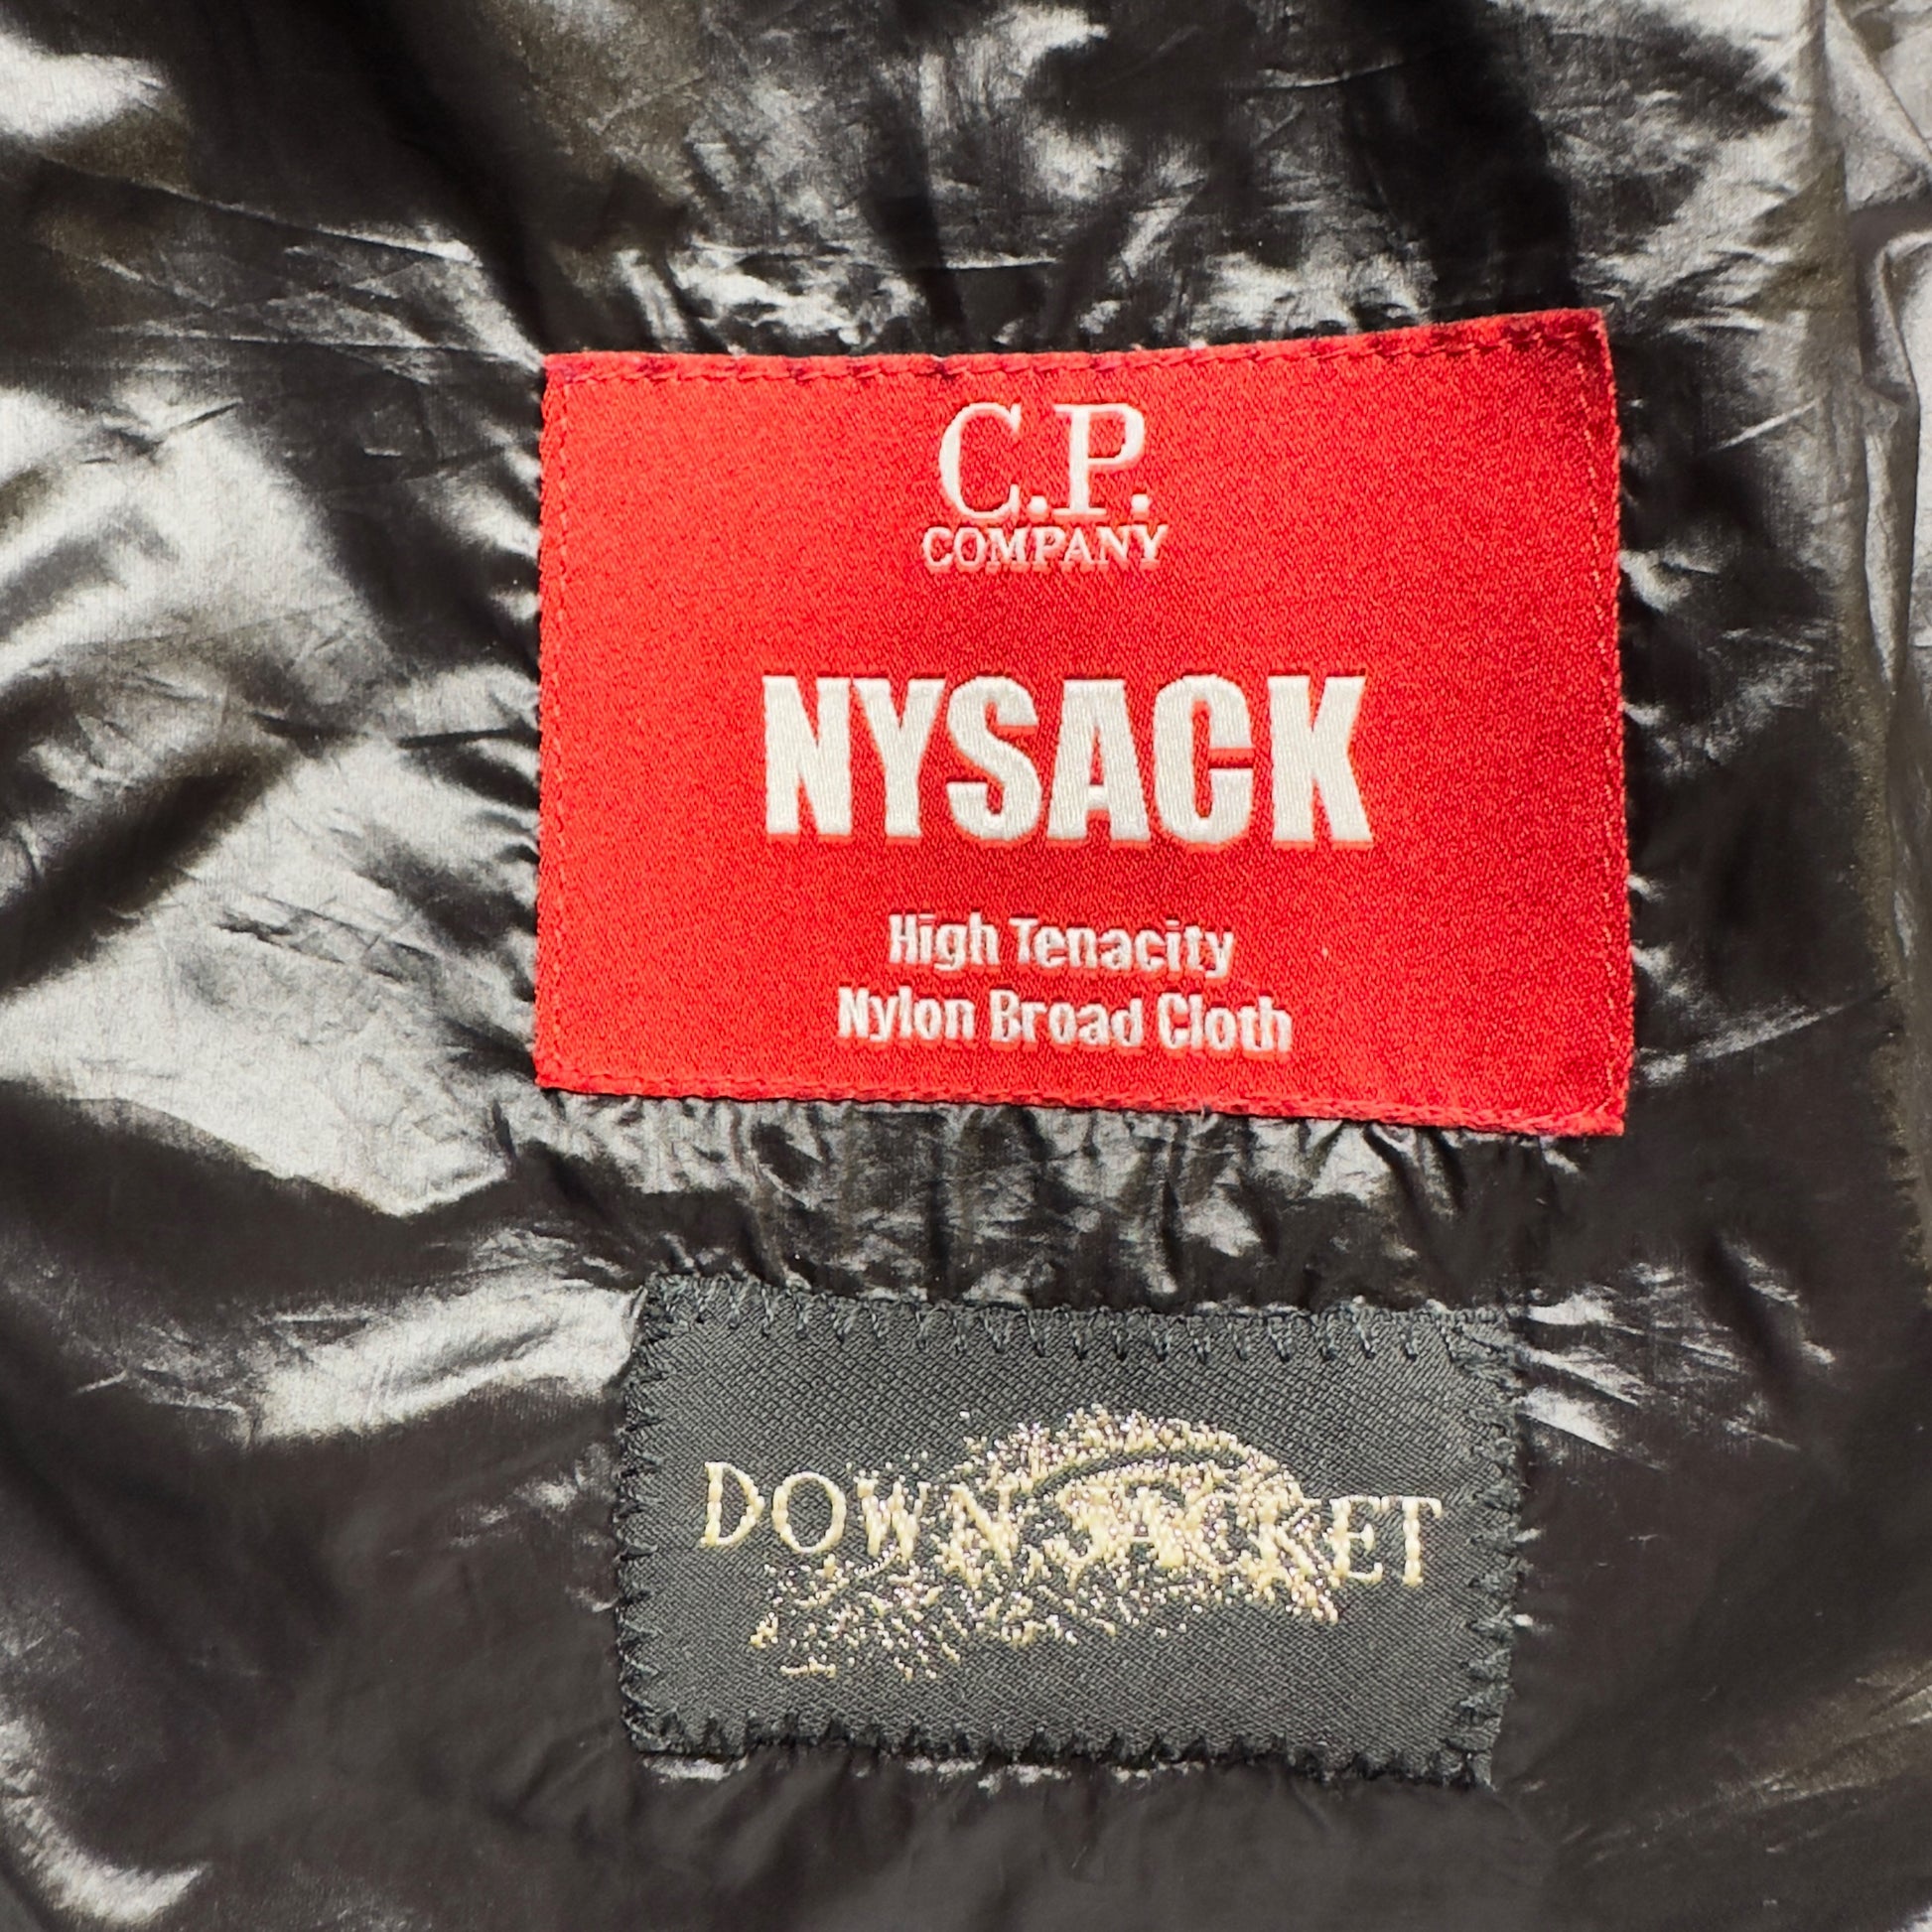 C.P.
COMPANY
NYSACK
High Tenacity
Nylon Broad Cloth
DOWN JACKET